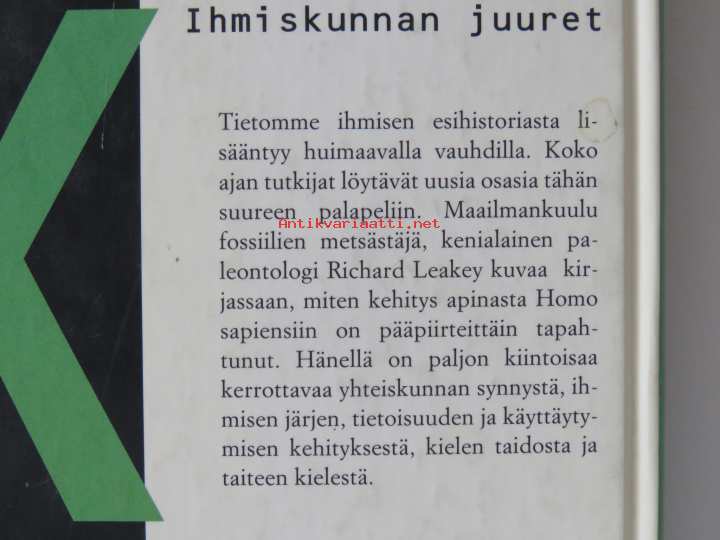 Ihmiskunnan juuret
Tietomme ihmisen esihistoriasta li-
sääntyy huimaavalla vauhdilla. Koko
ajan tutkijat löytävät uusia osasia tähän
suureen palapeliin. Maailmankuulu
Antikvariaatti.net
fossiilien metsästäjä, kenialainen pa-
leontologi Richard Leakey kuvaa kir-
jassaan, miten kehitys apinasta Homo
sapiensiin on pääpiirteittäin tapah-
tunut. Hänellä on paljon kiintoisaa
kerrottavaa yhteiskunnan synnystä, ih-
misen järjen, tietoisuuden ja käyttäyty-
misen kehityksestä, kielen taidosta ja
taiteen kielestä.